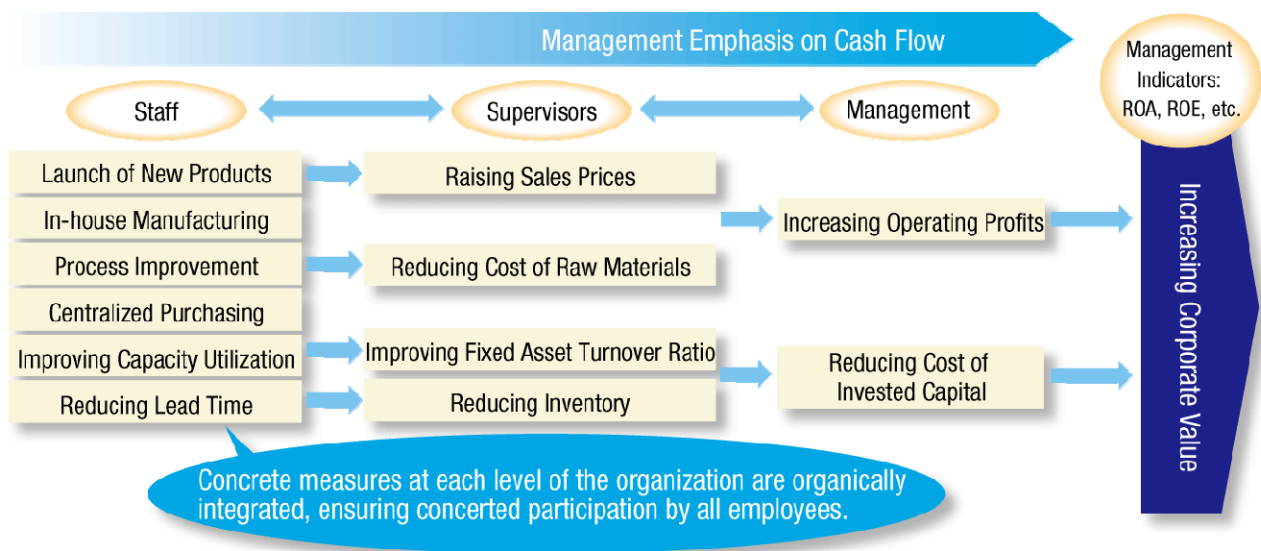 Management Emphasis on Cash Flow
Management
Indicators:
ROA, ROE, etc.
Staff
Supervisors
Management
Launch of New Products
In-house Manufacturing
Process Improvement
Centralized Purchasing
Improving Capacity Utilization
Reducing Lead Time
Raising Sales Prices
Reducing Cost of Raw Materials
Improving Fixed Asset Turnover Ratio
Reducing Inventory
Increasing Operating Profits
Reducing Cost of
Invested Capital
Increasing Corporate Value
Concrete measures at each level of the organization are organically
integrated, ensuring concerted participation by all employees.